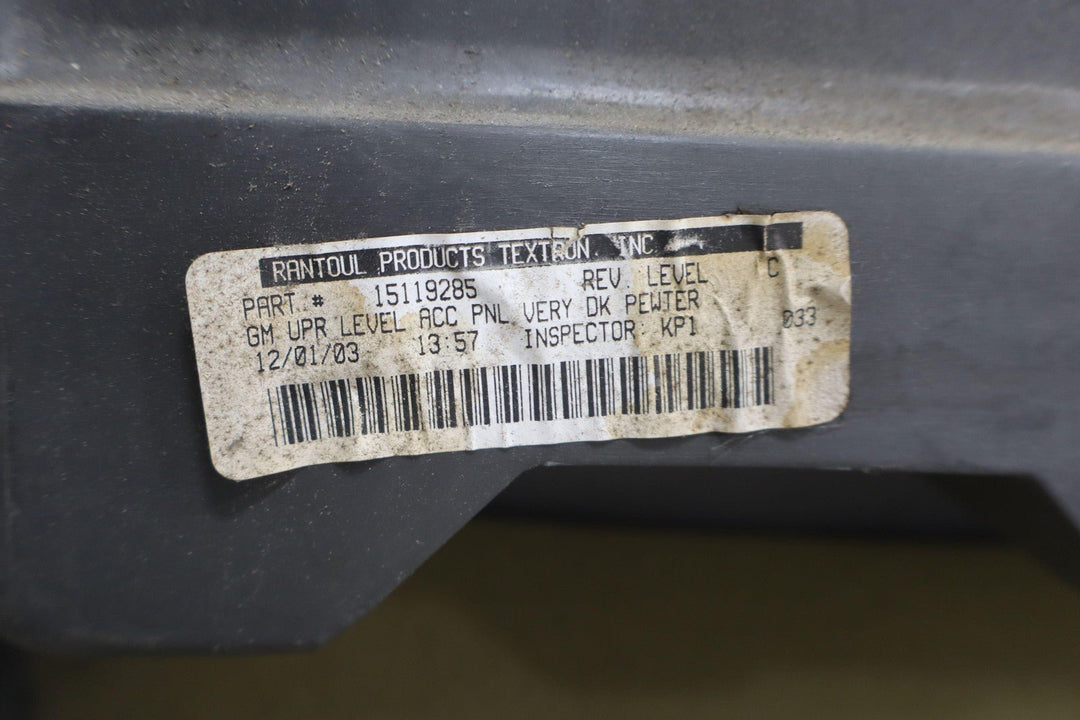 RANTOUL PRODUCTS TEXTRON INC
PART # 15119285 REV. LEVEL C
GM UPR LEVEL ACC PNL VERY DK PEWTER
12/01/03 13:57 INSPECTOR: KP1 033